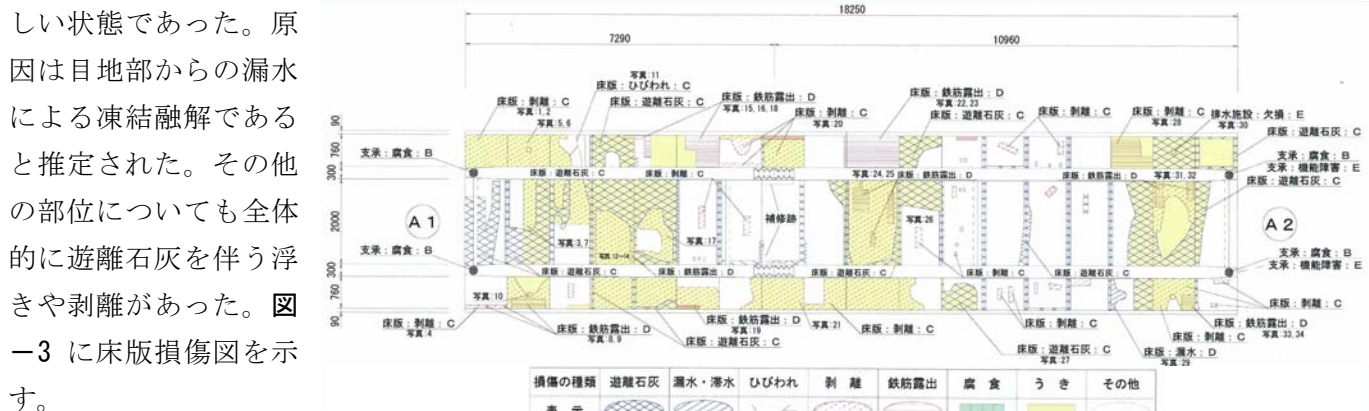 しい状態であった。原
因は目地部からの漏水
による凍結融解である
と推定された。その他
の部位についても全体
的に遊離石灰を伴う浮
きや剥離があった。図
－3 に床版損傷図を示
す。
18250
7290
10960
写真:11
床版：ひびわれ：C
床版：剥離：C
写真:1,2
写真:5,6
床版：遊離石灰：C
床版：鉄筋露出：D
写真:15,16,18
床版：剥離：C
写真:20
床版：鉄筋露出：D
写真:22,23
床版：遊離石灰：C
床版：剥離：C
床版：剥離：C
写真:28
排水施設：欠損：E
写真:30
床版：遊離石灰：C
90
760
300
2000
300
760
90
支承：腐食：B
床版：遊離石灰：C
床版：剥離：C
写真:24,25
床版：鉄筋露出：D
床版：鉄筋露出：D
写真:31,32
支承：腐食：B
支承：機能障害：E
床版：遊離石灰：C
A1
補修跡
写真:26
A2
写真:3,7
写真:12～14
写真:17
支承：腐食：B
床版：遊離石灰：C
床版：鉄筋露出：D
床版：剥離：C
床版：遊離石灰：C
支承：腐食：B
支承：機能障害：E
写真:10
床版：剥離：C
写真:4
床版：鉄筋露出：D
写真:8,9
床版：鉄筋露出：D
写真:19
床版：遊離石灰：C
写真:21
床版：剥離：C
床版：遊離石灰：C
写真:27
床版：剥離：C
床版：漏水：D
写真:29
床版：剥離：C
床版：鉄筋露出：D
写真:33,34
床版：剥離：C
損傷の種類 遊離石灰 漏水・滞水 ひびわれ 剥離 鉄筋露出 腐食 うき その他
表示